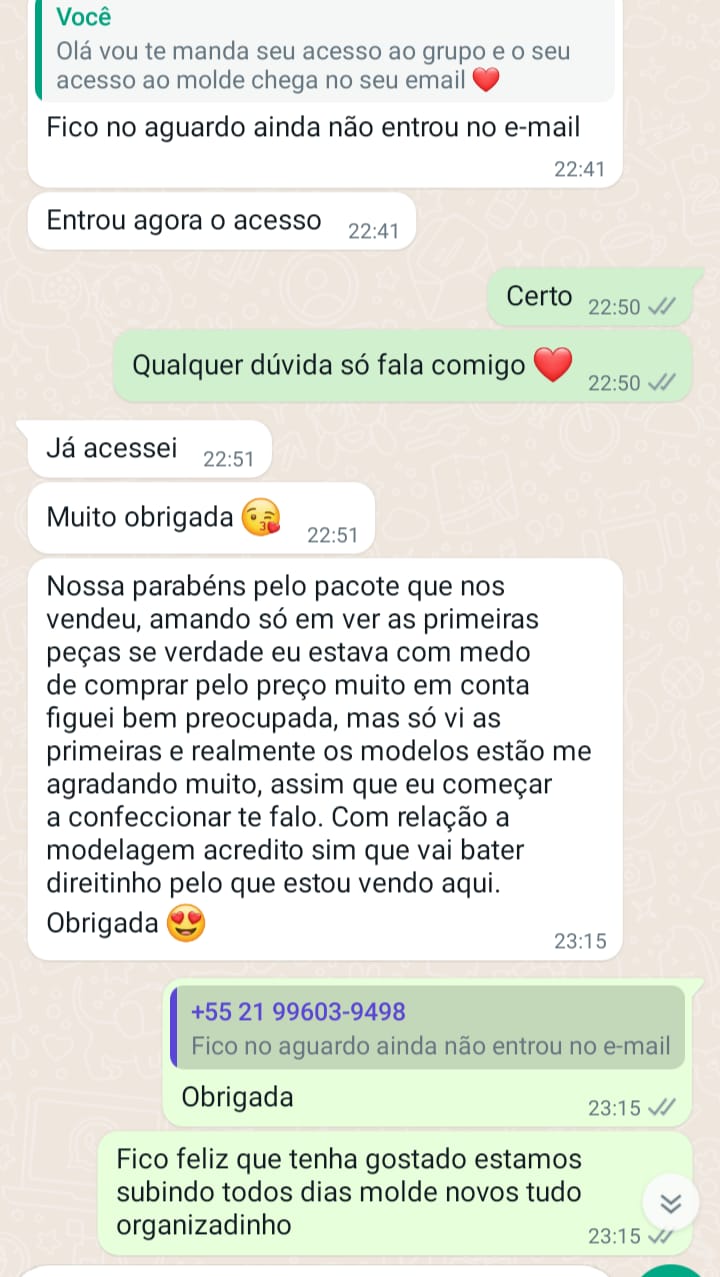 Você
Olá vou te manda seu acesso ao grupo e o seu
acesso ao molde chega no seu email ❤️
Fico no aguardo ainda não entrou no e-mail
22:41
Entrou agora o acesso 22:41
Certo 22:50
Qualquer dúvida só fala comigo ❤️ 22:50
Já acessei 22:51
Muito obrigada 😘 22:51
Nossa parabéns pelo pacote que nos
vendeu, amando só em ver as primeiras
peças se verdade eu estava com medo
de comprar pelo preço muito em conta
figuei bem preocupada, mas só vi as
primeiras e realmente os modelos estão me
agradando muito, assim que eu começar
a confeccionar te falo. Com relação a
modelagem acredito sim que vai bater
direitinho pelo que estou vendo aqui.
Obrigada 😍
23:15
+55 21 99603-9498
Fico no aguardo ainda não entrou no e-mail
Obrigada 23:15
Fico feliz que tenha gostado estamos
subindo todos dias molde novos tudo
organizadinho 23:15